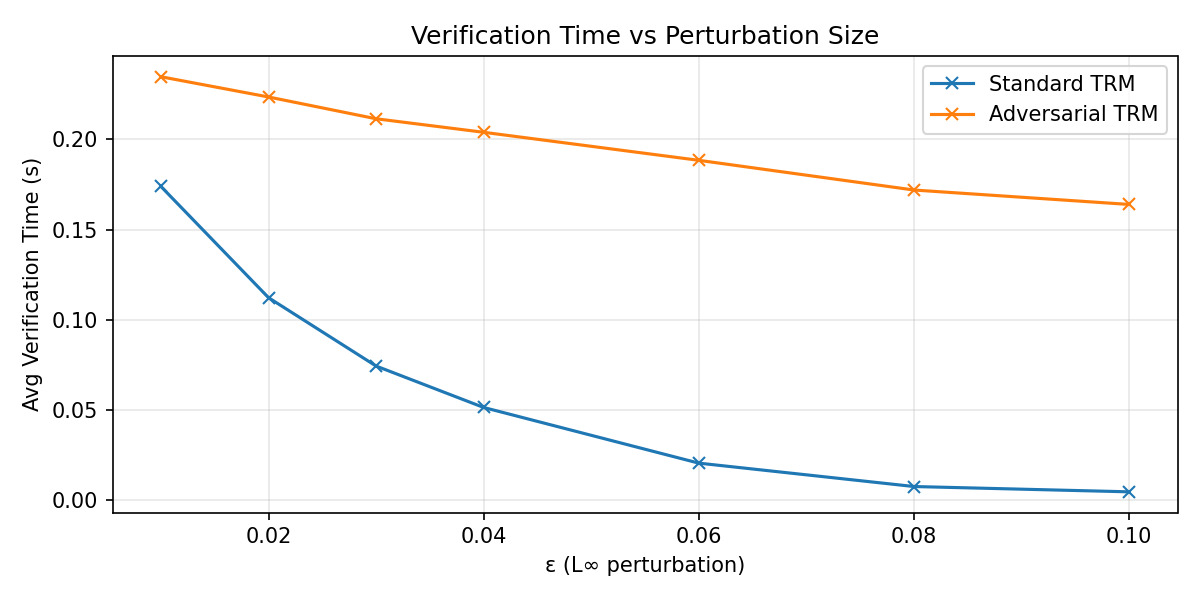 Verification Time vs Perturbation Size
Standard TRM
Adversarial TRM
Avg Verification Time (s)
0.20
0.15
0.10
0.05
0.00
0.02 0.04 0.06 0.08 0.10
ε (L∞ perturbation)